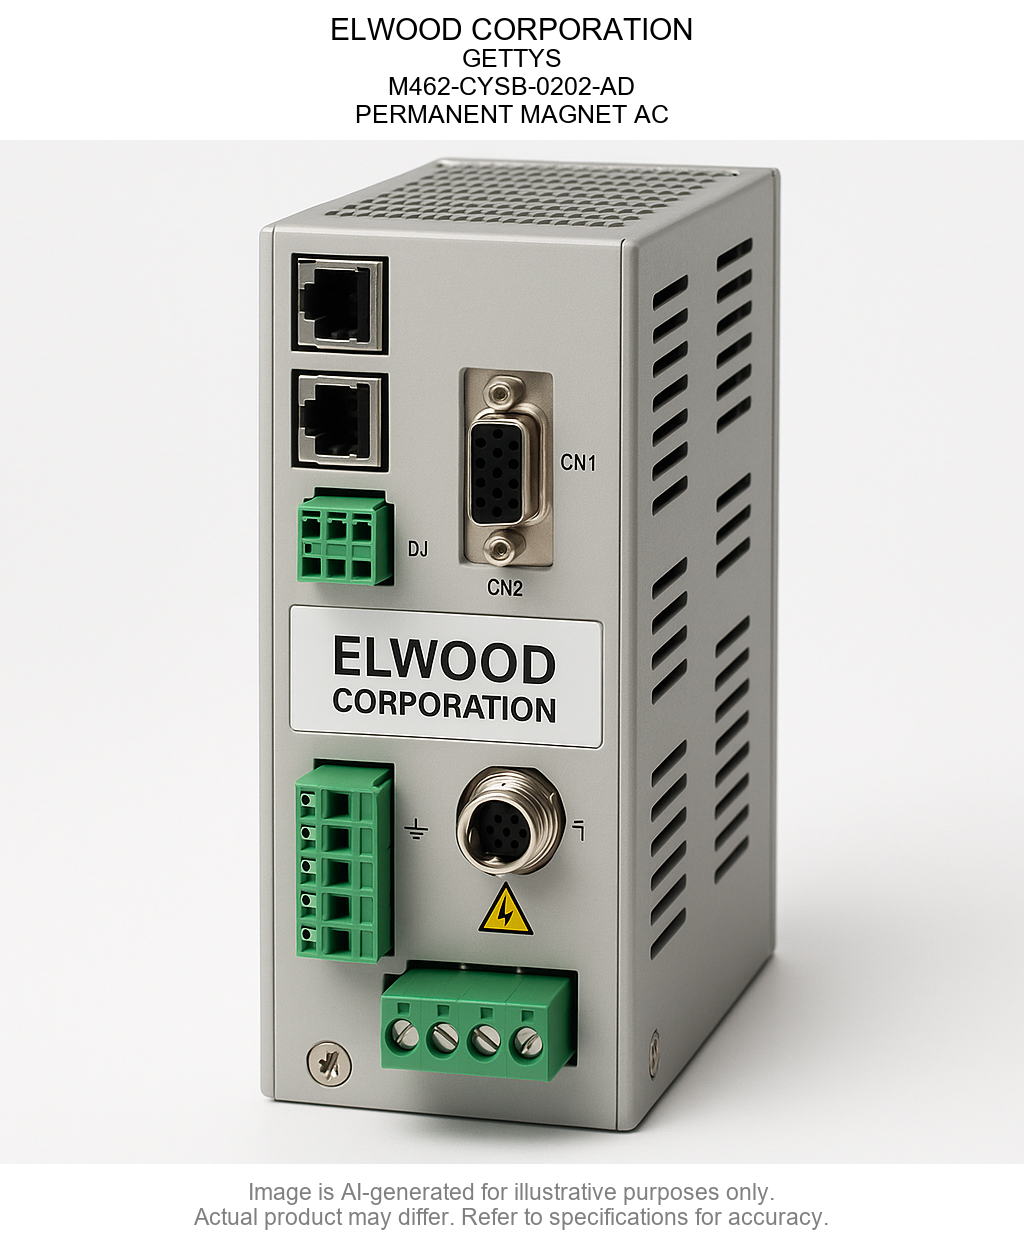 ELWOOD CORPORATION
GETTYS
M462-CYSB-0202-AD
PERMANENT MAGNET AC
CN1
DJ
CN2
ELWOOD
CORPORATION
Image is AI-generated for illustrative purposes only.
Actual product may differ. Refer to specifications for accuracy.